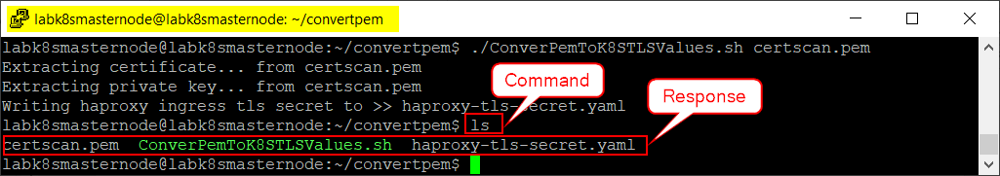 labk8smasternode@labk8smasternode: ~/convertpem
labk8smasternode@labk8smasternode:~/convertpem$ ./ConverPemToK8STLSValues.sh certscan.pem
Extracting certificate... from certscan.pem
Extracting private key... from certscan.pem
Command
Response
Writing haproxy ingress tls secret to >> haproxy-tls-secret.yaml
labk8smasternode@labk8smasternode:~/convertpem$ ls
certscan.pem  ConverPemToK8STLSValues.sh  haproxy-tls-secret.yaml
labk8smasternode@labk8smasternode:~/convertpem$